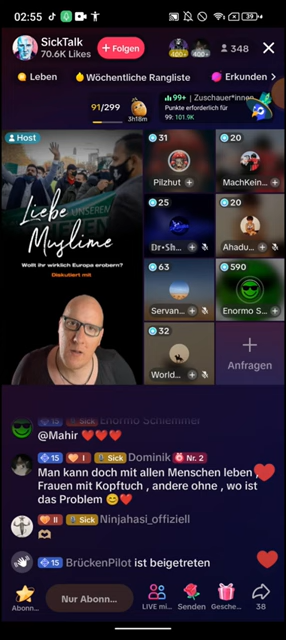 02:55
39
SickTalk
70.6K Likes
+ Folgen
400+
400+
348
Leben
Wöchentliche Rangliste
Erkunden >
91/299
3h18m
99+ | Zuschauer*innen
Punkte erforderlich für
99: 101.9K
Host
Liebe
Muslime
Wollt ihr wirklich Europa erobern?
Diskutiert mit
31
Pilzhut
20
MachKein...
25
Dr•Sh...
20
Ahadu...
63
Servan...
590
Enormo S...
32
World...
Anfragen
15 Sick Enormo Schlemmer
@Mahir ❤️❤️❤️
15 I Sick Dominik Nr. 2
Man kann doch mit allen Menschen leben ,
Frauen mit Kopftuch , andere ohne , wo ist
das Problem 😊❤️
II Sick Ninjahasi_offiziell
🫶🏼
15 BrückenPilot ist beigetreten
Abonn...
Nur Abonn...
LIVE mi...
Senden
Gesche...
38